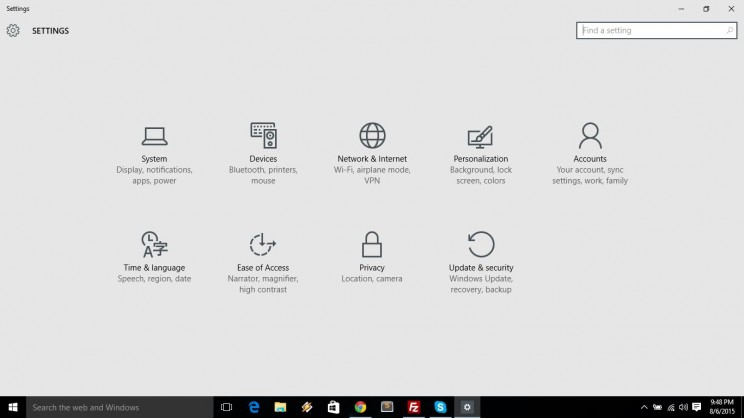 Settings
SETTINGS
Find a setting
System
Display, notifications,
apps, power
Devices
Bluetooth, printers,
mouse
Network & Internet
Wi-Fi, airplane mode,
VPN
Personalization
Background, lock
screen, colors
Accounts
Your account, sync
settings, work, family
A字
Time & language
Speech, region, date
Ease of Access
Narrator, magnifier,
high contrast
Privacy
Location, camera
Update & security
Windows Update,
recovery, backup
Search the web and Windows
9:48 PM
8/6/2015